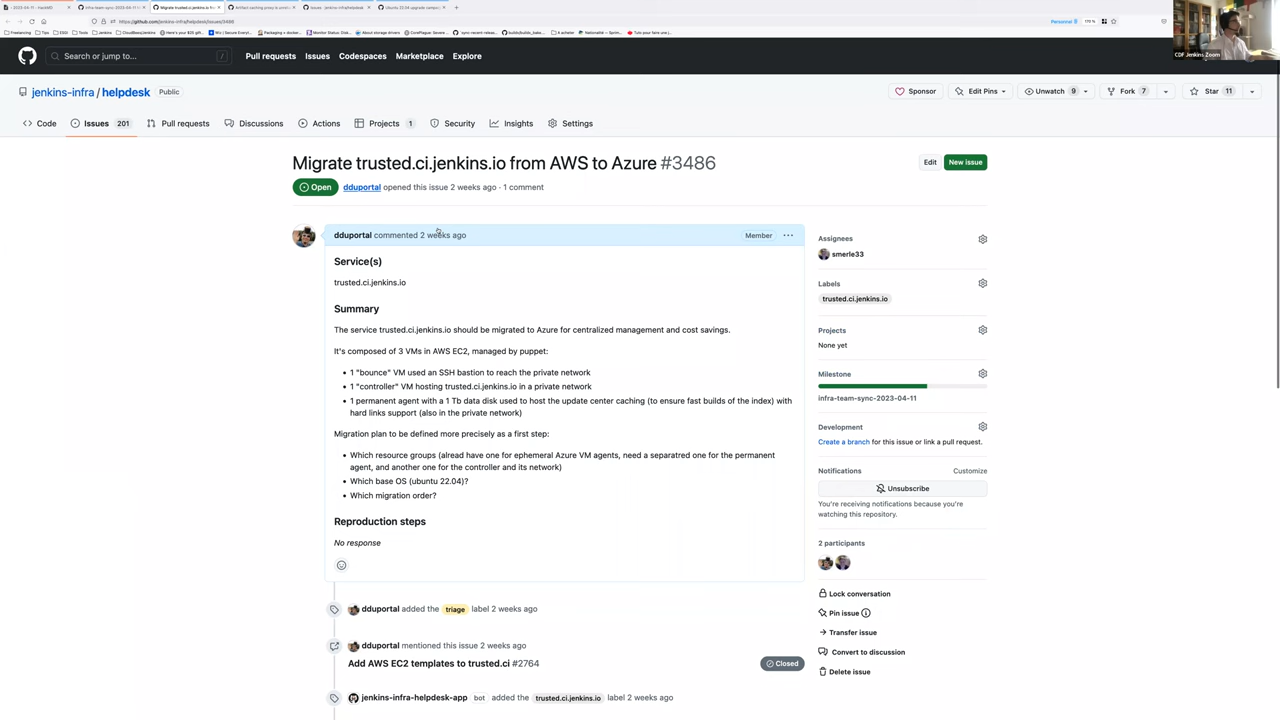 CDF Jenkins Zoom
https://github.com/jenkins-infra/helpdesk/issues/3486
Search or jump to...
/
Pull requests
Issues
Codespaces
Marketplace
Explore
jenkins-infra / helpdesk
Public
Sponsor
Edit Pins
Unwatch 9
Fork 7
Star 11
Code
Issues 201
Pull requests
Discussions
Actions
Projects 1
Security
Insights
Settings
Migrate trusted.ci.jenkins.io from AWS to Azure #3486
Edit
New issue
Open
dduportal opened this issue 2 weeks ago · 1 comment
dduportal commented 2 weeks ago
Member
Service(s)
trusted.ci.jenkins.io
Summary
The service trusted.ci.jenkins.io should be migrated to Azure for centralized management and cost savings.
It's composed of 3 VMs in AWS EC2, managed by puppet:
• 1 "bounce" VM used an SSH bastion to reach the private network
• 1 "controller" VM hosting trusted.ci.jenkins.io in a private network
• 1 permanent agent with a 1 Tb data disk used to host the update center caching (to ensure fast builds of the index) with
hard links support (also in the private network)
Migration plan to be defined more precisely as a first step:
• Which resource groups (alread have one for ephemeral Azure VM agents, need a separatred one for the permanent
agent, and another one for the controller and its network)
• Which base OS (ubuntu 22.04)?
• Which migration order?
Reproduction steps
No response
dduportal added the triage label 2 weeks ago
dduportal mentioned this issue 2 weeks ago
Add AWS EC2 templates to trusted.ci #2764
Closed
jenkins-infra-helpdesk-app bot added the trusted.ci.jenkins.io label 2 weeks ago
Assignees
smerle33
Labels
trusted.ci.jenkins.io
Projects
None yet
Milestone
infra-team-sync-2023-04-11
Development
Create a branch for this issue or link a pull request.
Notifications
Customize
Unsubscribe
You're receiving notifications because you're
watching this repository.
2 participants
Lock conversation
Pin issue
Transfer issue
Convert to discussion
Delete issue